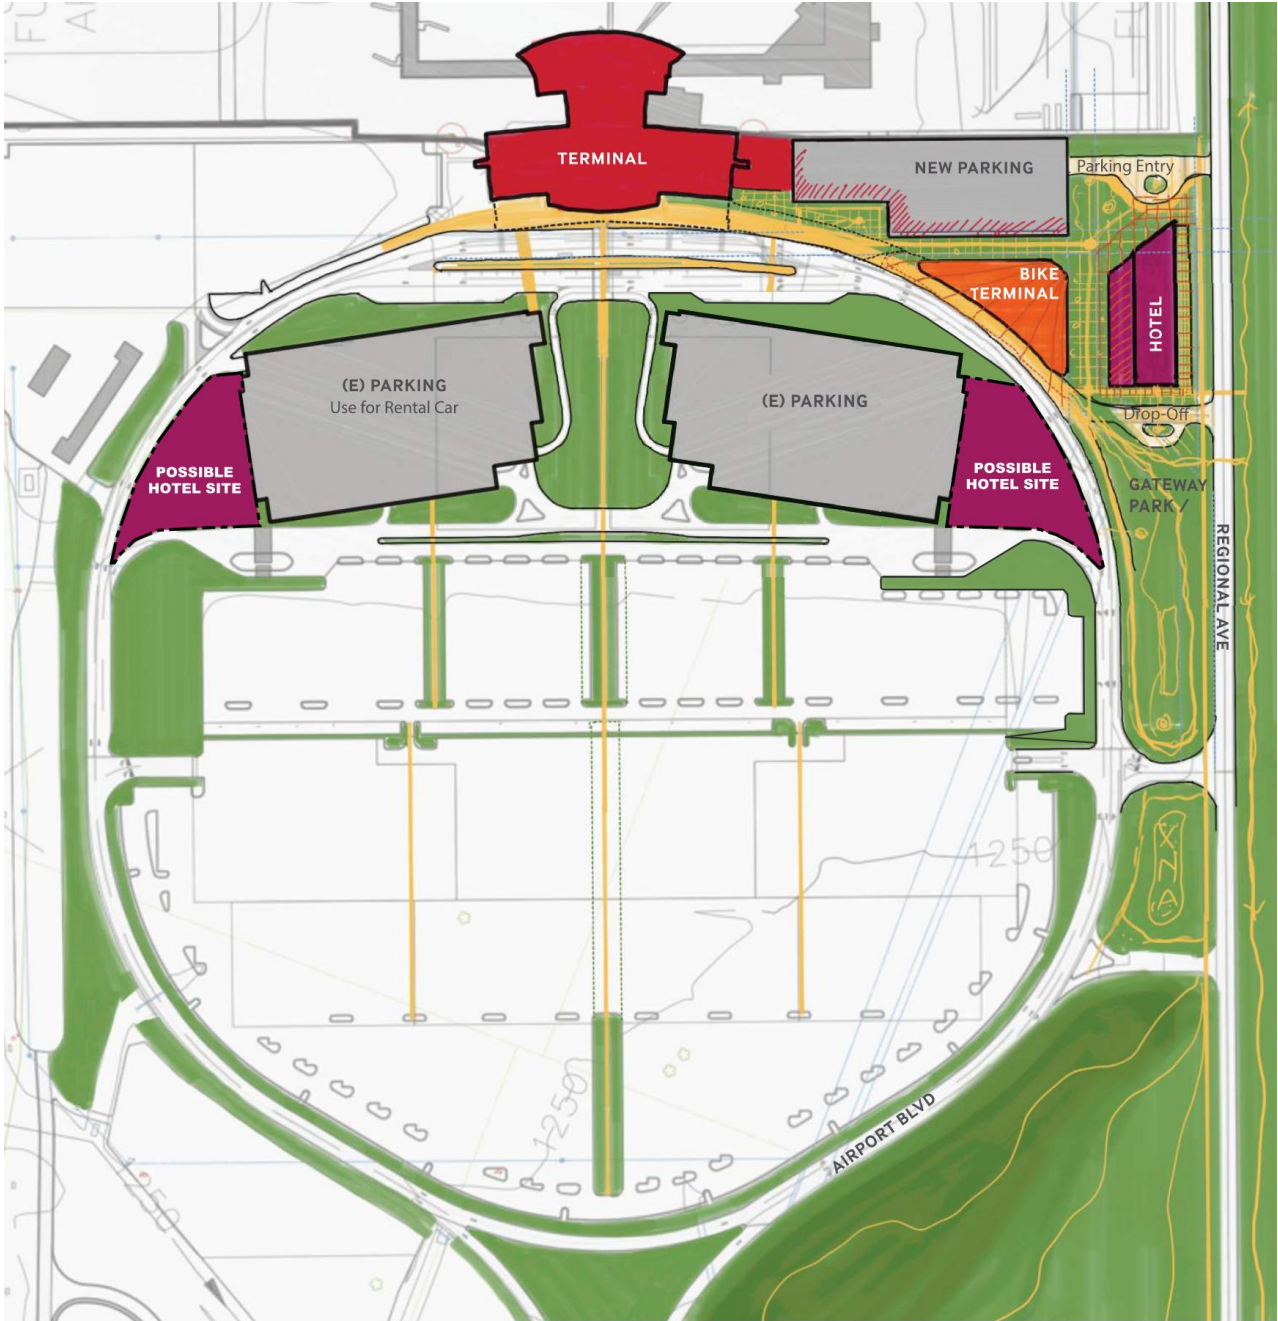 TERMINAL
NEW PARKING
Parking Entry
BIKE
TERMINAL
HOTEL
(E) PARKING
Use for Rental Car
(E) PARKING
Drop-Off
POSSIBLE
HOTEL SITE
POSSIBLE
HOTEL SITE
GATEWAY
PARK /
REGIONAL AVE
1250
XNA
1250
AIRPORT BLVD